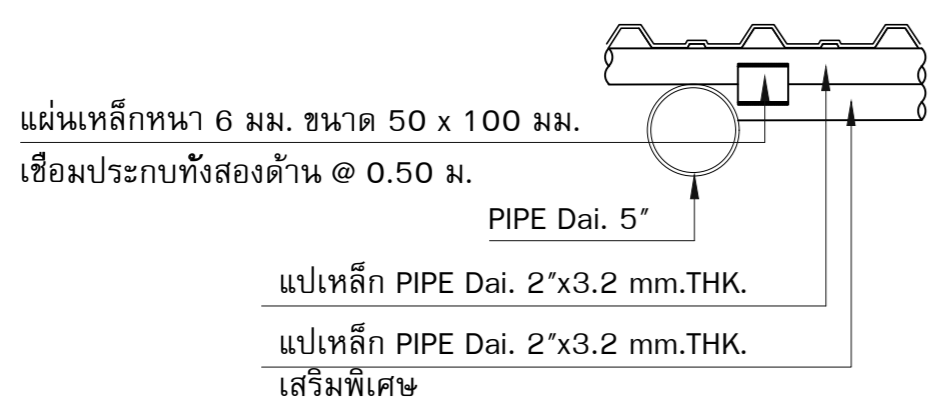 แผ่นเหล็กหนา 6 มม. ขนาด 50 x 100 มม.
เชื่อมประกบทั้งสองด้าน @ 0.50 ม.
PIPE Dai. 5"
แปเหล็ก PIPE Dai. 2"x3.2 mm.THK.
แปเหล็ก PIPE Dai. 2"x3.2 mm.THK.
เสริมพิเศษ